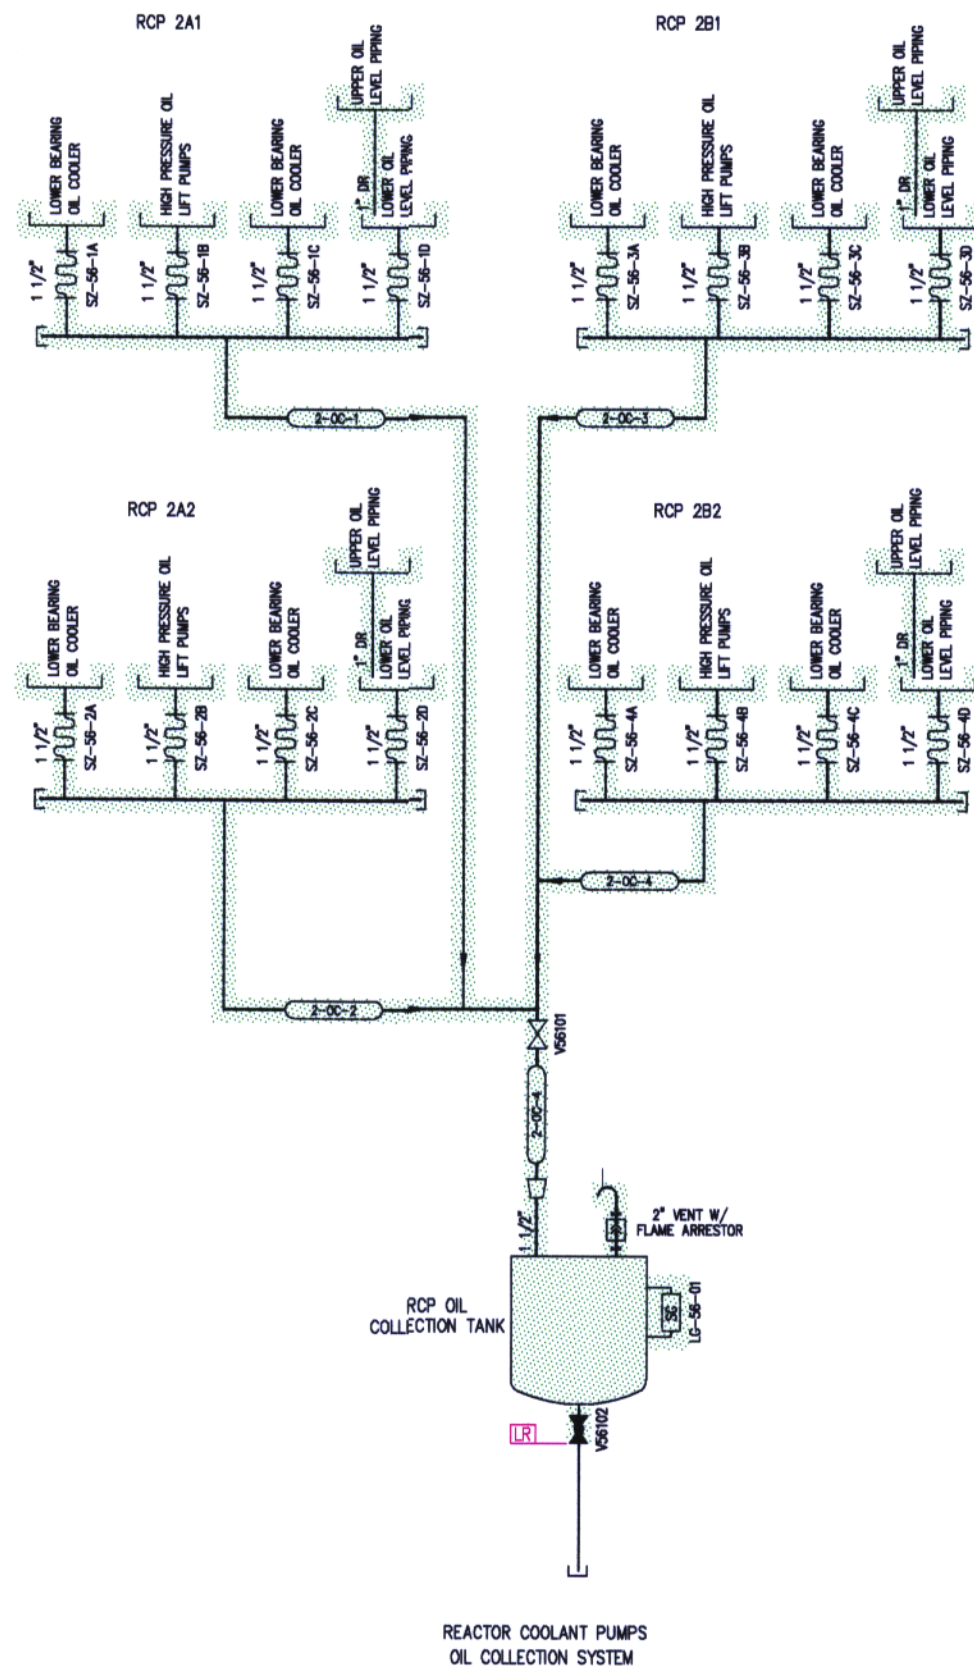 RCP 2A1
LOWER BEARING
OIL COOLER
HIGH PRESSURE OIL
LIFT PUMPS
LOWER BEARING
OIL COOLER
UPPER OIL
LEVEL PIPING
1" DR
LOWER OIL
LEVEL PIPING
1 1/2"
SZ-56-1A
1 1/2"
SZ-56-1B
1 1/2"
SZ-56-1C
1 1/2"
SZ-56-1D
2-OC-1
RCP 2B1
LOWER BEARING
OIL COOLER
HIGH PRESSURE OIL
LIFT PUMPS
LOWER BEARING
OIL COOLER
UPPER OIL
LEVEL PIPING
1" DR
LOWER OIL
LEVEL PIPING
1 1/2"
SZ-56-3A
1 1/2"
SZ-56-3B
1 1/2"
SZ-56-3C
1 1/2"
SZ-56-3D
2-OC-3
RCP 2A2
LOWER BEARING
OIL COOLER
HIGH PRESSURE OIL
LIFT PUMPS
LOWER BEARING
OIL COOLER
UPPER OIL
LEVEL PIPING
1" DR
LOWER OIL
LEVEL PIPING
1 1/2"
SZ-56-2A
1 1/2"
SZ-56-2B
1 1/2"
SZ-56-2C
1 1/2"
SZ-56-2D
2-OC-2
RCP 2B2
LOWER BEARING
OIL COOLER
HIGH PRESSURE OIL
LIFT PUMPS
LOWER BEARING
OIL COOLER
UPPER OIL
LEVEL PIPING
1" DR
LOWER OIL
LEVEL PIPING
1 1/2"
SZ-56-4A
1 1/2"
SZ-56-4B
1 1/2"
SZ-56-4C
1 1/2"
SZ-56-4D
2-OC-4
V56101
2-OC-4
1 1/2"
2" VENT W/
FLAME ARRESTOR
RCP OIL
COLLECTION TANK
SG
LG-56-01
LR
V56102
REACTOR COOLANT PUMPS
OIL COLLECTION SYSTEM